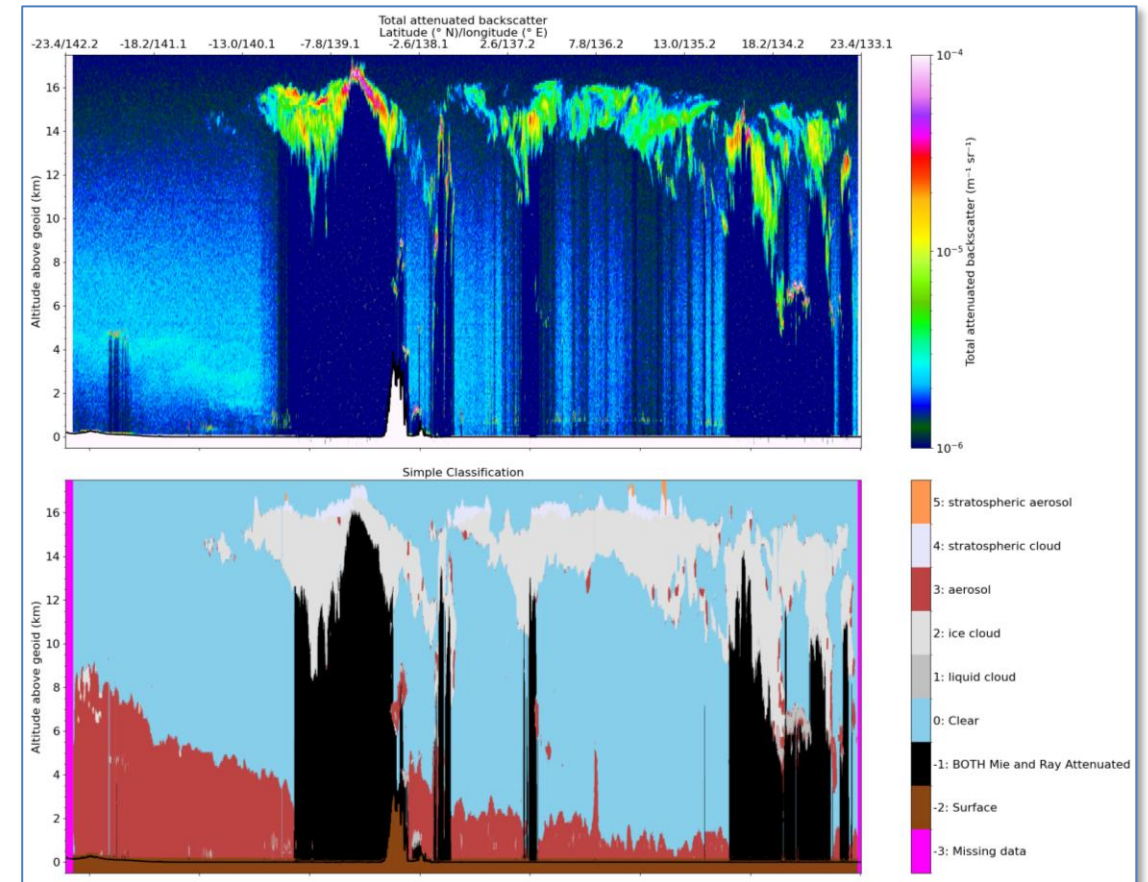 Total attenuated backscatter
Latitude (° N)/longitude (° E)
-23.4/142.2 -18.2/141.1 -13.0/140.1 -7.8/139.1 -2.6/138.1 2.6/137.2 7.8/136.2 13.0/135.2 18.2/134.2 23.4/133.1
Altitude above geoid (km)
16
14
12
10
8
6
4
2
0
10⁻⁴
10⁻⁵
10⁻⁶
Total attenuated backscatter (m⁻¹ sr⁻¹)
Simple Classification
Altitude above geoid (km)
16
14
12
10
8
6
4
2
0
5: stratospheric aerosol
4: stratospheric cloud
3: aerosol
2: ice cloud
1: liquid cloud
0: Clear
-1: BOTH Mie and Ray Attenuated
-2: Surface
-3: Missing data